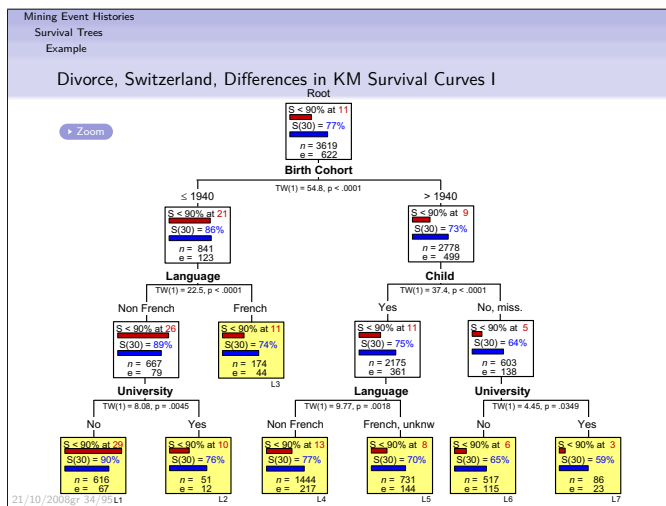 Mining Event Histories
Survival Trees
Example
Divorce, Switzerland, Differences in KM Survival Curves I
Zoom
Root
S < 90% at 11
S(30) = 77%
n = 3619
e = 622
Birth Cohort
TW(1) = 54.8, p < .0001
≤ 1940
S < 90% at 21
S(30) = 86%
n = 841
e = 123
Language
TW(1) = 22.5, p < .0001
> 1940
S < 90% at 9
S(30) = 73%
n = 2778
e = 499
Child
TW(1) = 37.4, p < .0001
Non French
S < 90% at 26
S(30) = 89%
n = 667
e = 79
University
TW(1) = 8.08, p = .0045
French
S < 90% at 11
S(30) = 74%
n = 174
e = 44
L3
Yes
S < 90% at 11
S(30) = 75%
n = 2175
e = 361
Language
TW(1) = 9.77, p = .0018
No, miss.
S < 90% at 5
S(30) = 64%
n = 603
e = 138
University
TW(1) = 4.45, p = .0349
No
S < 90% at 29
S(30) = 90%
n = 616
e = 67
L1
Yes
S < 90% at 10
S(30) = 76%
n = 51
e = 12
L2
Non French
S < 90% at 13
S(30) = 77%
n = 1444
e = 217
L4
French, unknw
S < 90% at 8
S(30) = 70%
n = 731
e = 144
L5
No
S < 90% at 6
S(30) = 65%
n = 517
e = 115
L6
Yes
S < 90% at 3
S(30) = 59%
n = 86
e = 23
L7
21/10/2008gr 34/95